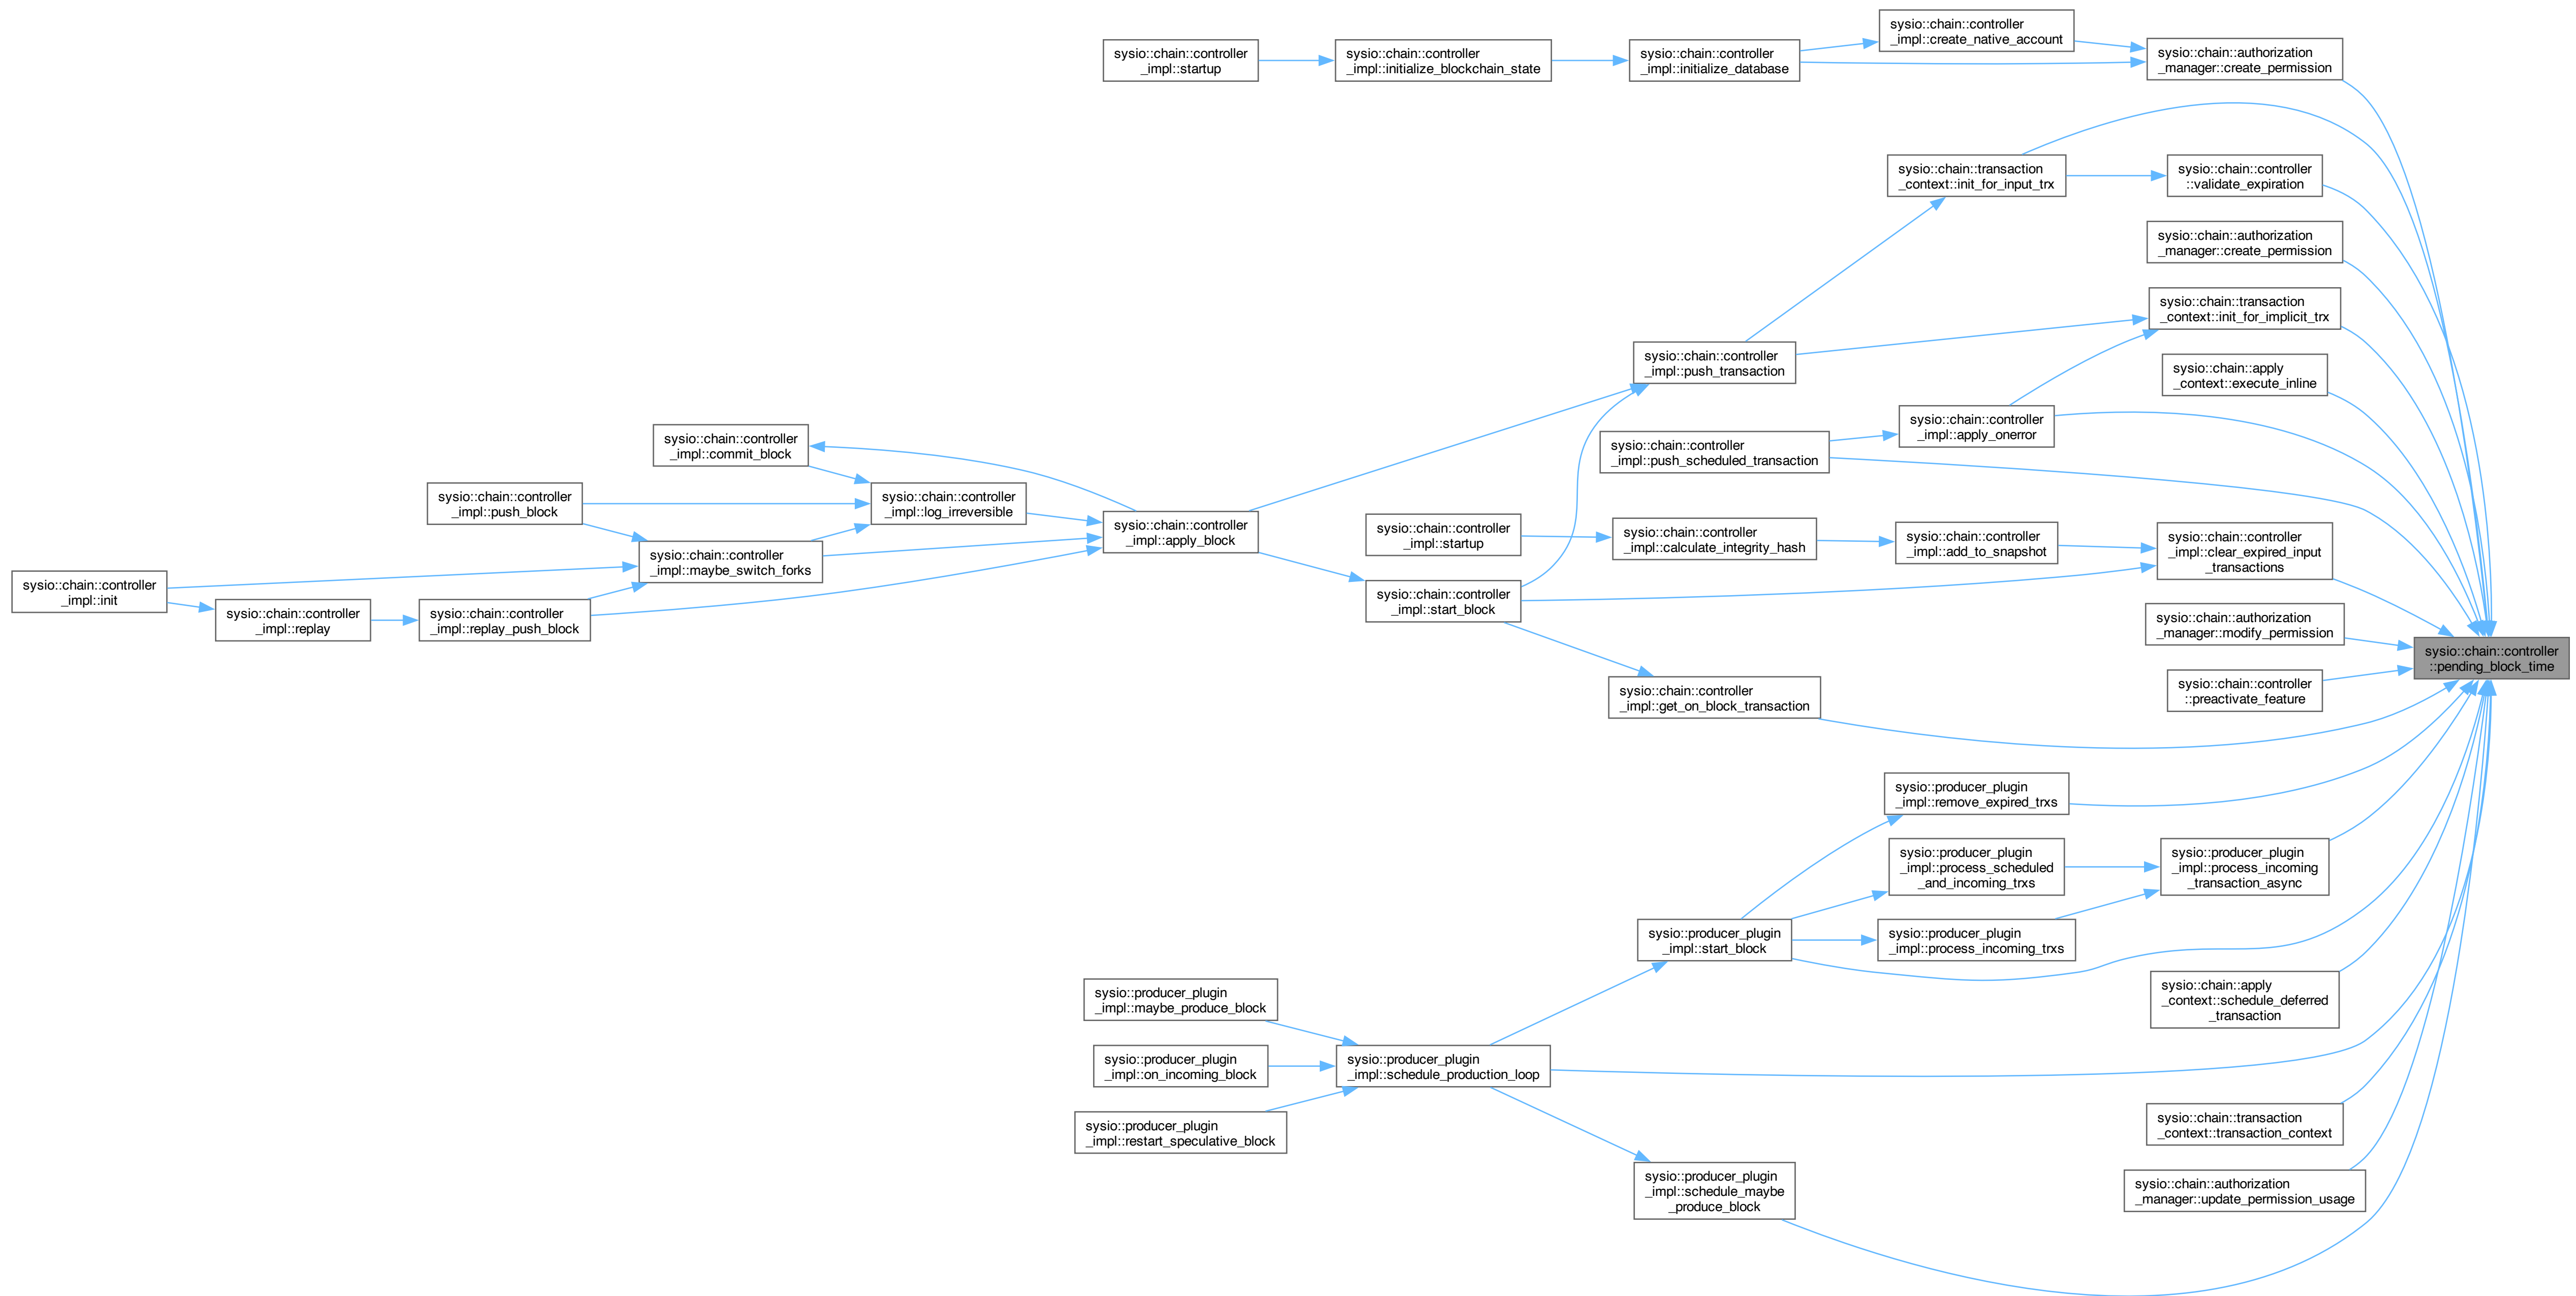 sysio::chain::controller
_impl::create_native_account
sysio::chain::authorization
_manager::create_permission
sysio::chain::controller
_impl::startup
sysio::chain::controller
_impl::initialize_blockchain_state
sysio::chain::controller
_impl::initialize_database
sysio::chain::transaction
_context::init_for_input_trx
sysio::chain::controller
::validate_expiration
sysio::chain::authorization
_manager::create_permission
sysio::chain::transaction
_context::init_for_implicit_trx
sysio::chain::controller
_impl::push_transaction
sysio::chain::apply
_context::execute_inline
sysio::chain::controller
_impl::apply_onerror
sysio::chain::controller
_impl::push_scheduled_transaction
sysio::chain::controller
_impl::commit_block
sysio::chain::controller
_impl::push_block
sysio::chain::controller
_impl::log_irreversible
sysio::chain::controller
_impl::apply_block
sysio::chain::controller
_impl::startup
sysio::chain::controller
_impl::calculate_integrity_hash
sysio::chain::controller
_impl::add_to_snapshot
sysio::chain::controller
_impl::clear_expired_input
_transactions
sysio::chain::controller
_impl::maybe_switch_forks
sysio::chain::controller
_impl::init
sysio::chain::controller
_impl::replay
sysio::chain::controller
_impl::replay_push_block
sysio::chain::controller
_impl::start_block
sysio::chain::authorization
_manager::modify_permission
sysio::chain::controller
::pending_block_time
sysio::chain::controller
::preactivate_feature
sysio::chain::controller
_impl::get_on_block_transaction
sysio::producer_plugin
_impl::remove_expired_trxs
sysio::producer_plugin
_impl::process_scheduled
_and_incoming_trxs
sysio::producer_plugin
_impl::process_incoming
_transaction_async
sysio::producer_plugin
_impl::start_block
sysio::producer_plugin
_impl::process_incoming_trxs
sysio::chain::apply
_context::schedule_deferred
_transaction
sysio::producer_plugin
_impl::maybe_produce_block
sysio::producer_plugin
_impl::on_incoming_block
sysio::producer_plugin
_impl::schedule_production_loop
sysio::producer_plugin
_impl::restart_speculative_block
sysio::chain::transaction
_context::transaction_context
sysio::producer_plugin
_impl::schedule_maybe
_produce_block
sysio::chain::authorization
_manager::update_permission_usage